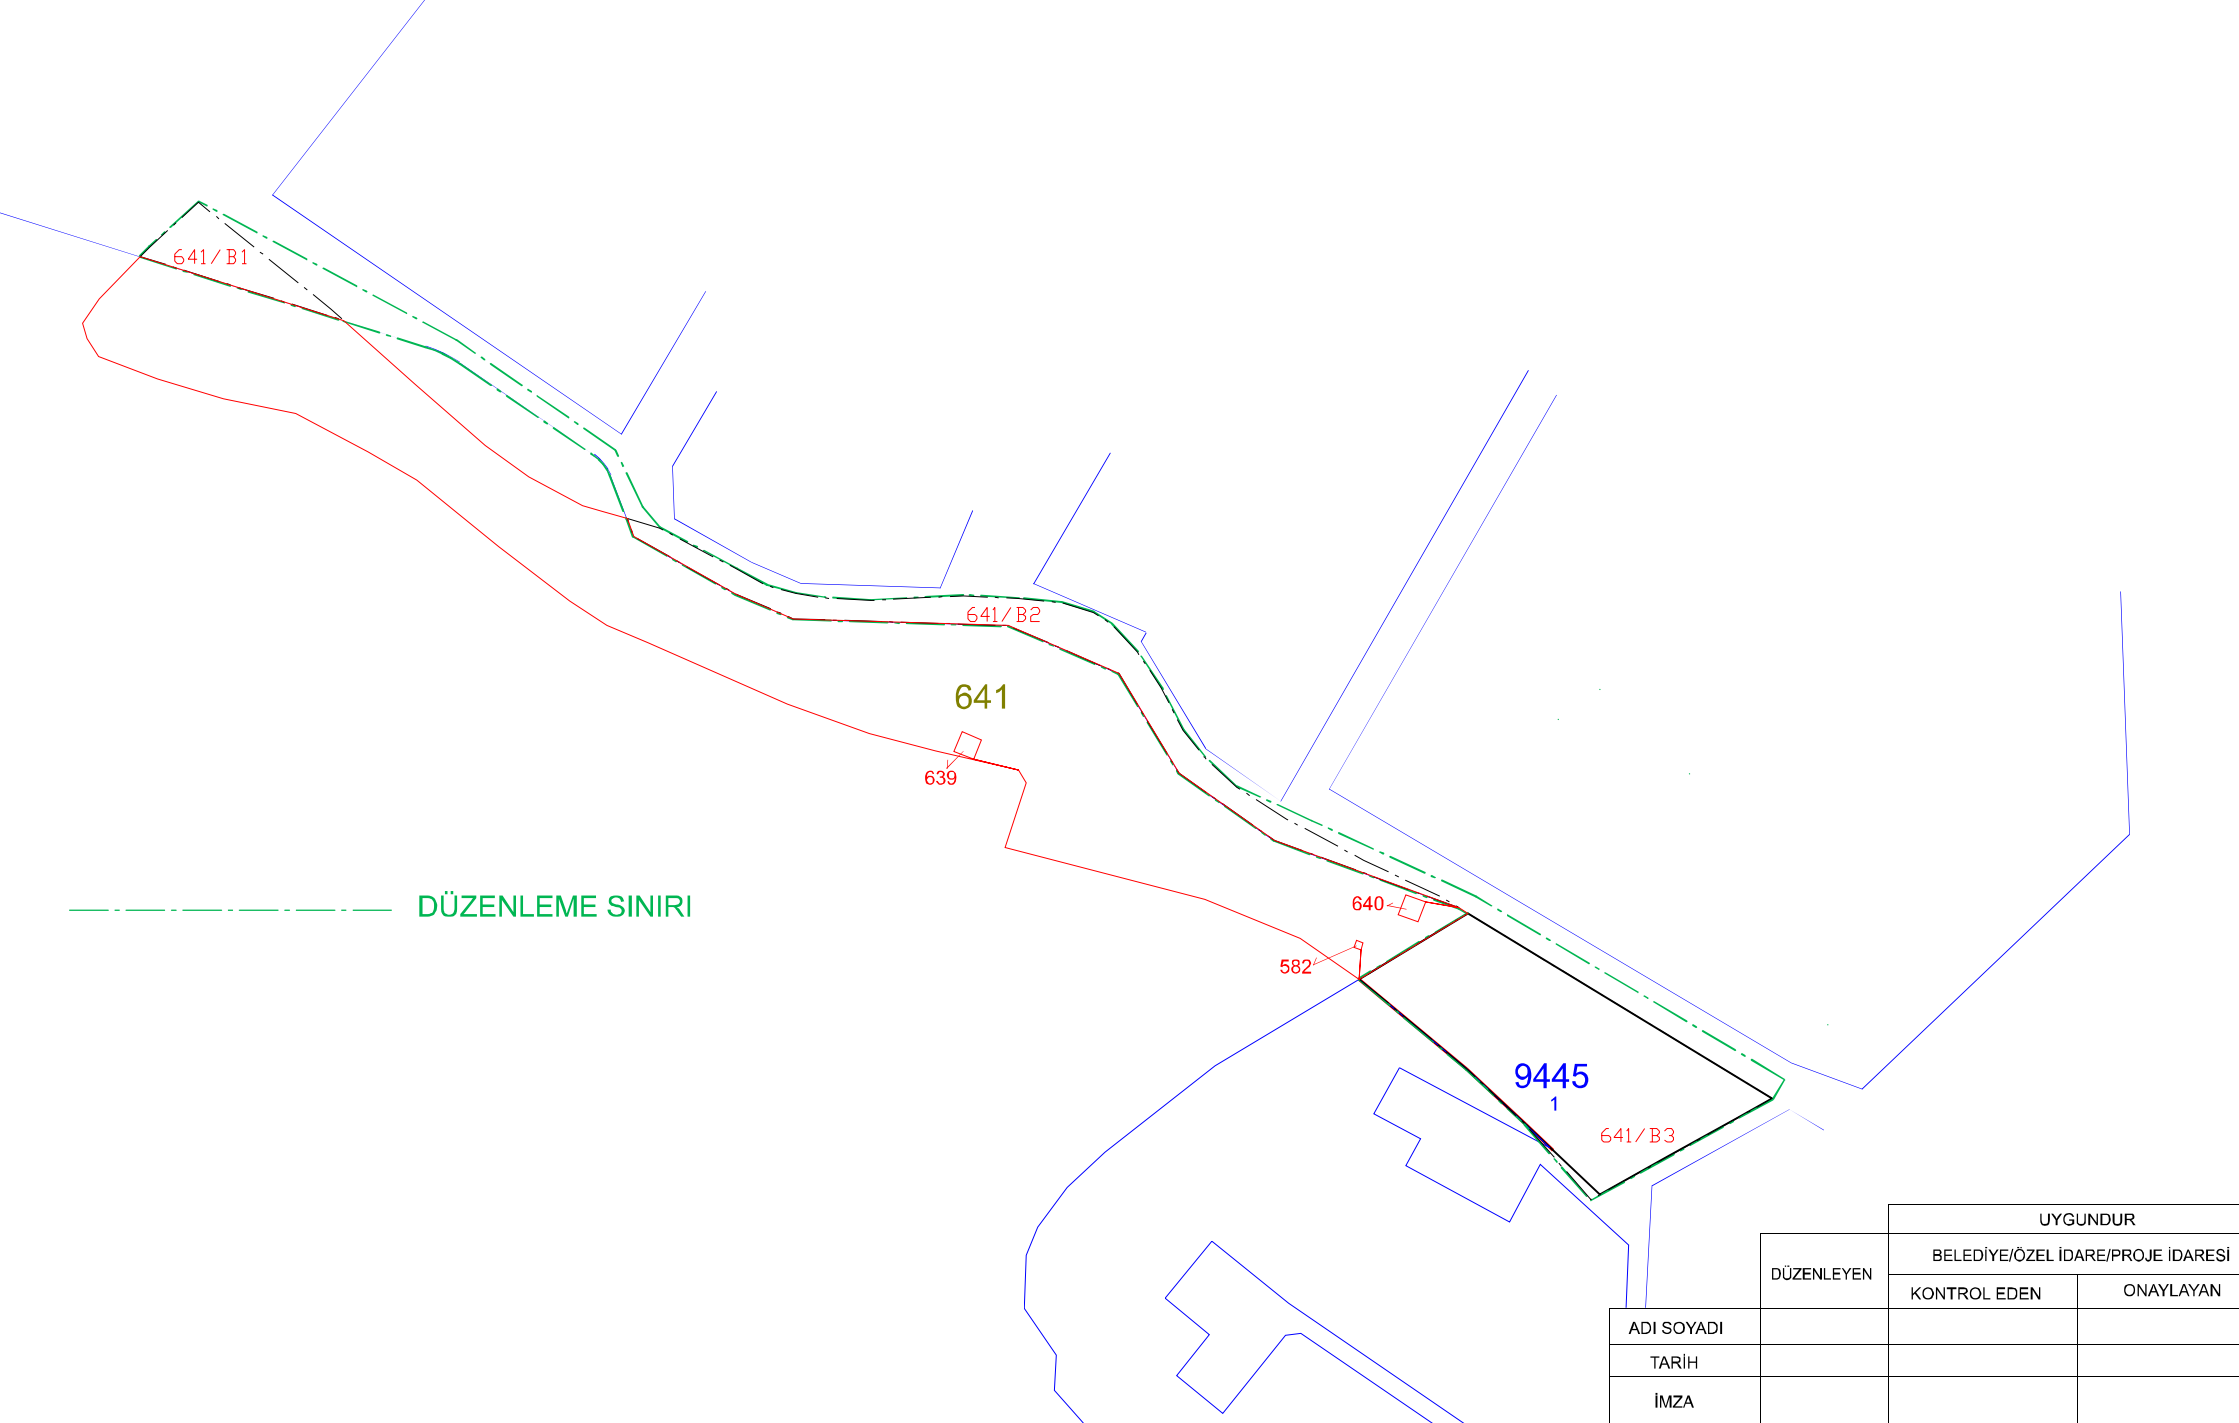 641/B1
641/B2
641
639
DÜZENLEME SINIRI
640
582
9445
1
641/B3
UYGUNDUR
BELEDİYE/ÖZEL İDARE/PROJE İDARESİ
DÜZENLEYEN
KONTROL EDEN
ONAYLAYAN
ADI SOYADI
TARİH
İMZA